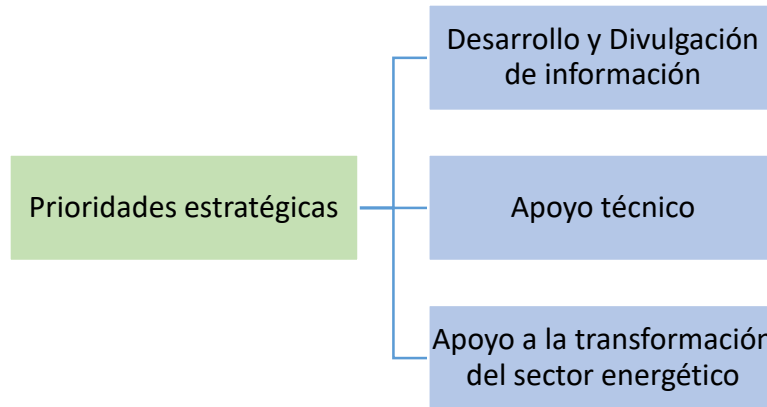 Desarrollo y Divulgación
de información
Prioridades estratégicas
Apoyo técnico
Apoyo a la transformación
del sector energético